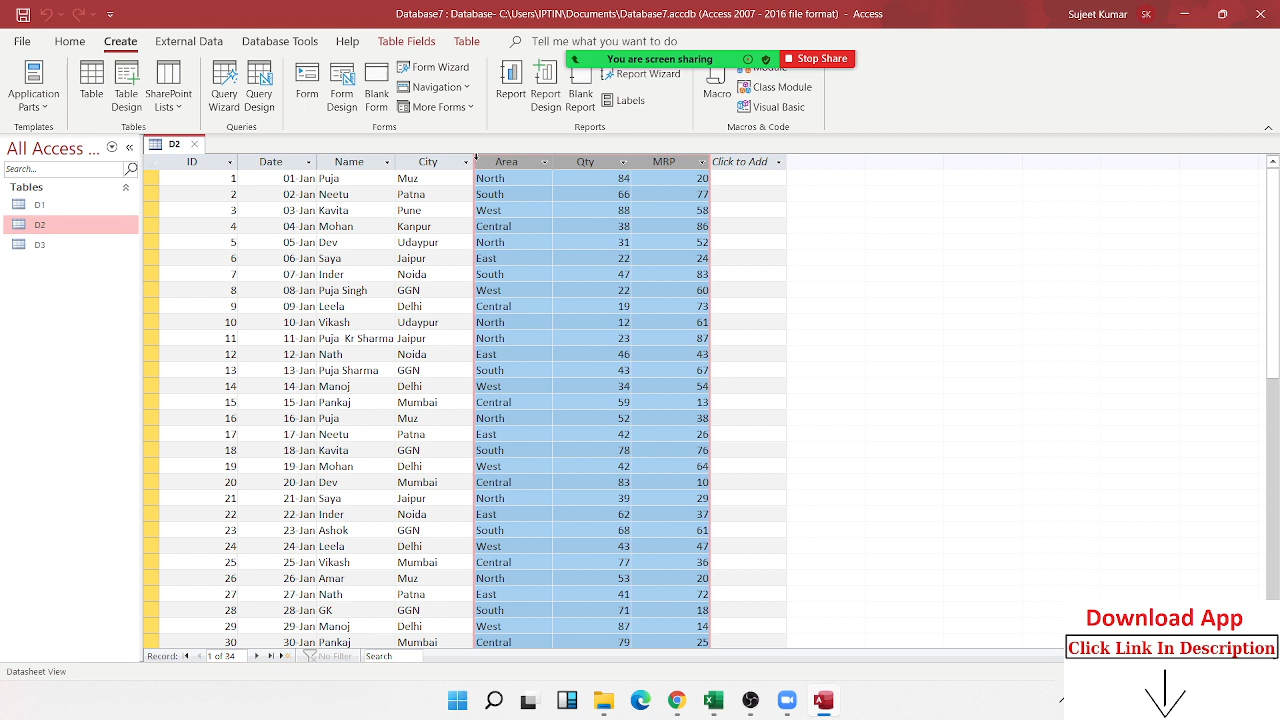 Database7 : Database- C:\Users\IPTIN\Documents\Database7.accdb (Access 2007 - 2016 file format) - Access
Sujeet Kumar
SK
File Home Create External Data Database Tools Help Table Fields Table Tell me what you want to do
You are screen sharing Stop Share
Application Parts
Table
Table Design
SharePoint Lists
Query Wizard
Query Design
Form
Form Design
Blank Form
Form Wizard
Navigation
More Forms
Report
Report Design
Blank Report
Report Wizard
Labels
Macro
Module
Class Module
Visual Basic
Templates Tables Queries Forms Reports Macros & Code
All Access ...
Search...
Tables
D1
D2
D3
D2
ID Date Name City Area Qty MRP Click to Add
1 01-Jan Puja Muz North 84 20
2 02-Jan Neetu Patna South 66 77
3 03-Jan Kavita Pune West 88 58
4 04-Jan Mohan Kanpur Central 38 86
5 05-Jan Dev Udaypur North 31 52
6 06-Jan Saya Jaipur East 22 24
7 07-Jan Inder Noida South 47 83
8 08-Jan Puja Singh GGN West 22 60
9 09-Jan Leela Delhi Central 19 73
10 10-Jan Vikash Udaypur North 12 61
11 11-Jan Puja Kr Sharma Jaipur North 23 87
12 12-Jan Nath Noida East 46 43
13 13-Jan Puja Sharma GGN South 43 67
14 14-Jan Manoj Delhi West 34 54
15 15-Jan Pankaj Mumbai Central 59 13
16 16-Jan Puja Muz North 52 38
17 17-Jan Neetu Patna East 42 26
18 18-Jan Kavita GGN South 78 76
19 19-Jan Mohan Delhi West 42 64
20 20-Jan Dev Mumbai Central 83 10
21 21-Jan Saya Jaipur North 39 29
22 22-Jan Inder Noida East 62 37
23 23-Jan Ashok GGN South 68 61
24 24-Jan Leela Delhi West 43 47
25 25-Jan Vikash Mumbai Central 77 36
26 26-Jan Amar Muz North 53 20
27 27-Jan Nath Patna East 41 72
28 28-Jan GK GGN South 71 18
29 29-Jan Manoj Delhi West 87 14
30 30-Jan Pankaj Mumbai Central 79 25
Record: 1 of 34 No Filter Search
Datasheet View
Download App
Click Link In Description